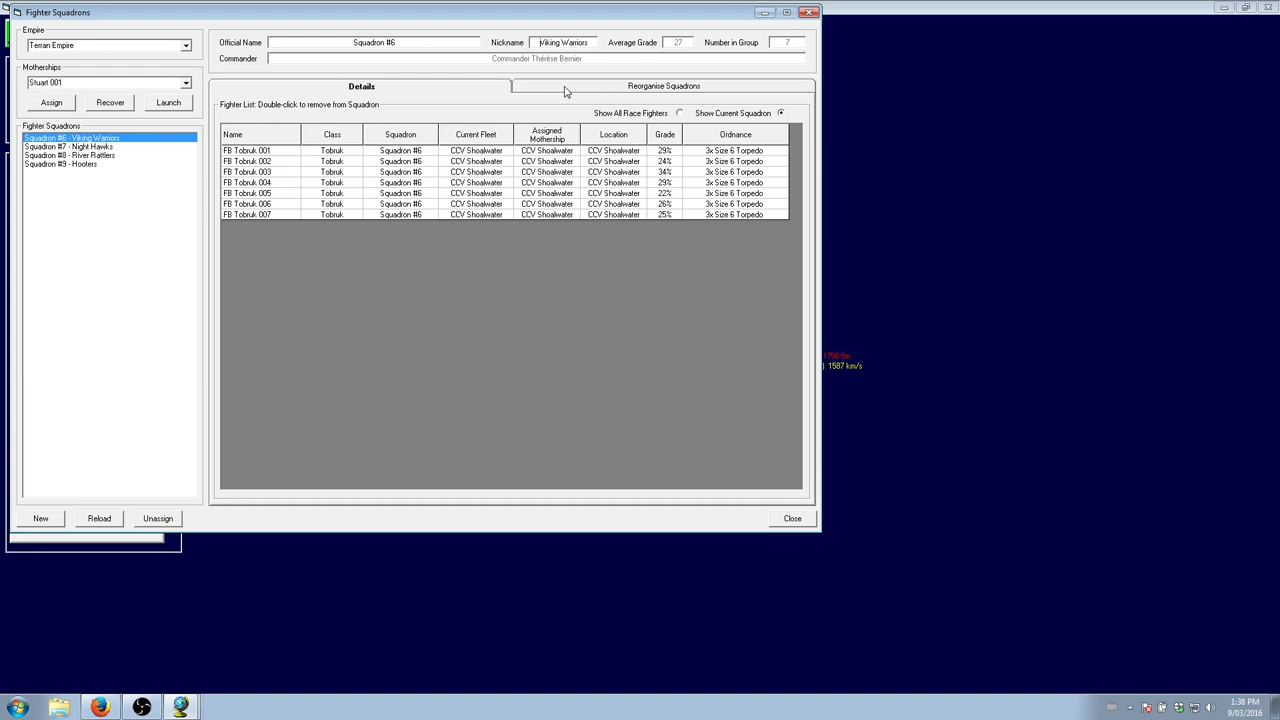 Fighter Squadrons
Empire
Terran Empire
Motherships
Stuart 001
Assign Recover Launch
Fighter Squadrons
Squadron #6 - Viking Warriors
Squadron #7 - Night Hawks
Squadron #8 - River Rattlers
Squadron #9 - Hooters
Official Name Squadron #6 Nickname Viking Warriors Average Grade 27 Number in Group 7
Commander Commander Thérèse Bernier
Details Reorganise Squadrons
Fighter List: Double-click to remove from Squadron
Show All Race Fighters Show Current Squadron
Name Class Squadron Current Fleet Assigned Mothership Location Grade Ordnance
FB Tobruk 001 Tobruk Squadron #6 CCV Shoalwater CCV Shoalwater CCV Shoalwater 29% 3x Size 6 Torpedo
FB Tobruk 002 Tobruk Squadron #6 CCV Shoalwater CCV Shoalwater CCV Shoalwater 24% 3x Size 6 Torpedo
FB Tobruk 003 Tobruk Squadron #6 CCV Shoalwater CCV Shoalwater CCV Shoalwater 34% 3x Size 6 Torpedo
FB Tobruk 004 Tobruk Squadron #6 CCV Shoalwater CCV Shoalwater CCV Shoalwater 29% 3x Size 6 Torpedo
FB Tobruk 005 Tobruk Squadron #6 CCV Shoalwater CCV Shoalwater CCV Shoalwater 22% 3x Size 6 Torpedo
FB Tobruk 006 Tobruk Squadron #6 CCV Shoalwater CCV Shoalwater CCV Shoalwater 26% 3x Size 6 Torpedo
FB Tobruk 007 Tobruk Squadron #6 CCV Shoalwater CCV Shoalwater CCV Shoalwater 25% 3x Size 6 Torpedo
1798.5m
| 1587 km/s
New Reload Unassign Close
1:38 PM
9/03/2016